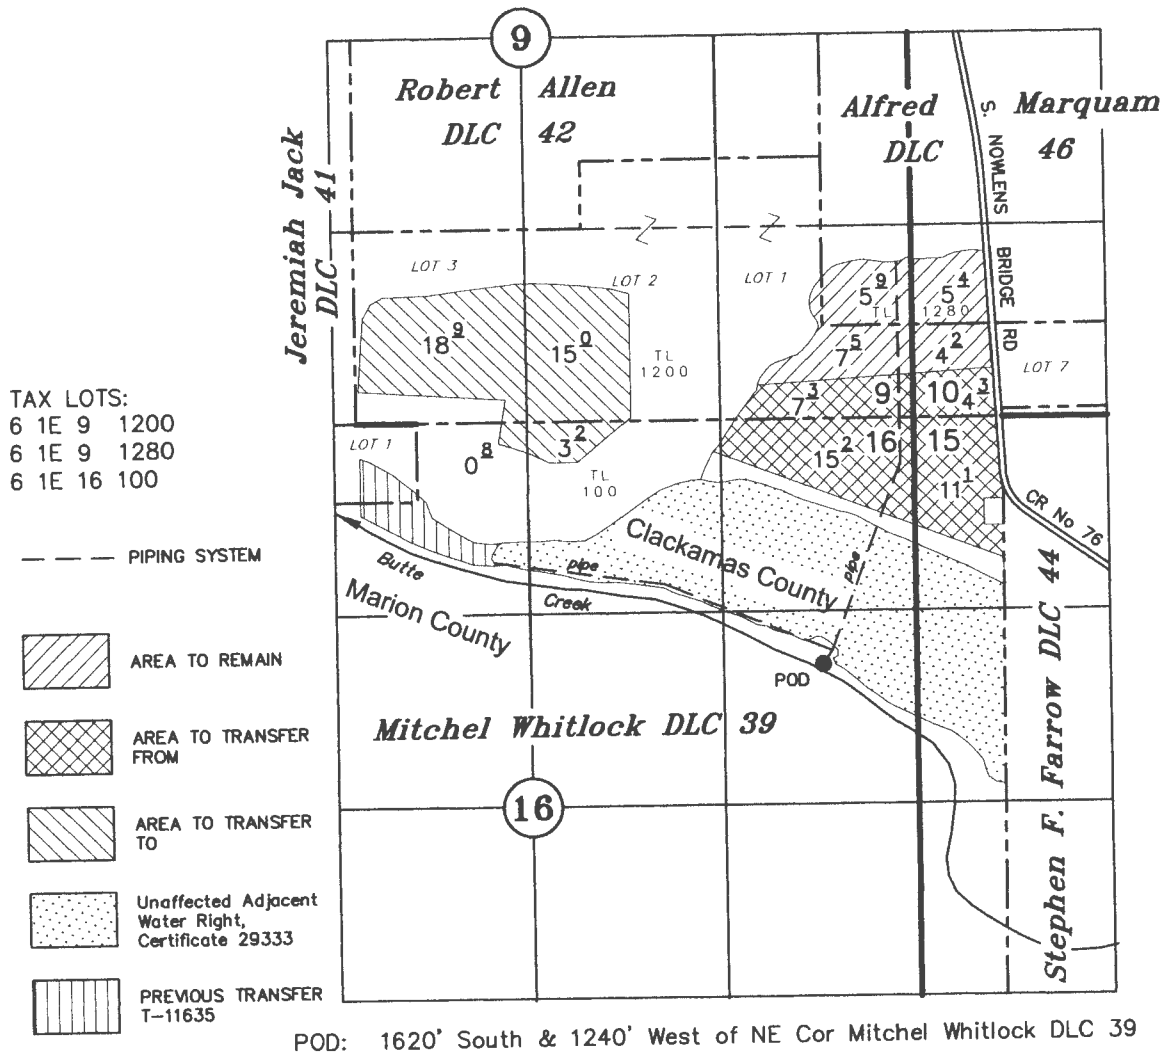 9
Robert Allen
DLC 42
Alfred Marquam
DLC 46
Jeremiah Jack
DLC 41
S. NOWLENS BRIDGE RD
LOT 3
LOT 2
LOT 1
5 9
5 4
TL 1280
18 9
15 0
7 5
4 2
TL
1200
LOT 7
7 3
9
10
4 3
TAX LOTS:
6 1E 9 1200
6 1E 9 1280
6 1E 16 100
LOT 1
0 8
3 2
15 2
16
15
11 1
TL
100
CR No 76
PIPING SYSTEM
Clackamas County
pipe
pipe
Butte
Creek
Marion County
POD
AREA TO REMAIN
AREA TO TRANSFER
FROM
Mitchel Whitlock DLC 39
Stephen F. Farrow DLC 44
16
AREA TO TRANSFER
TO
Unaffected Adjacent
Water Right,
Certificate 29333
PREVIOUS TRANSFER
T-11635
POD: 1620' South & 1240' West of NE Cor Mitchel Whitlock DLC 39